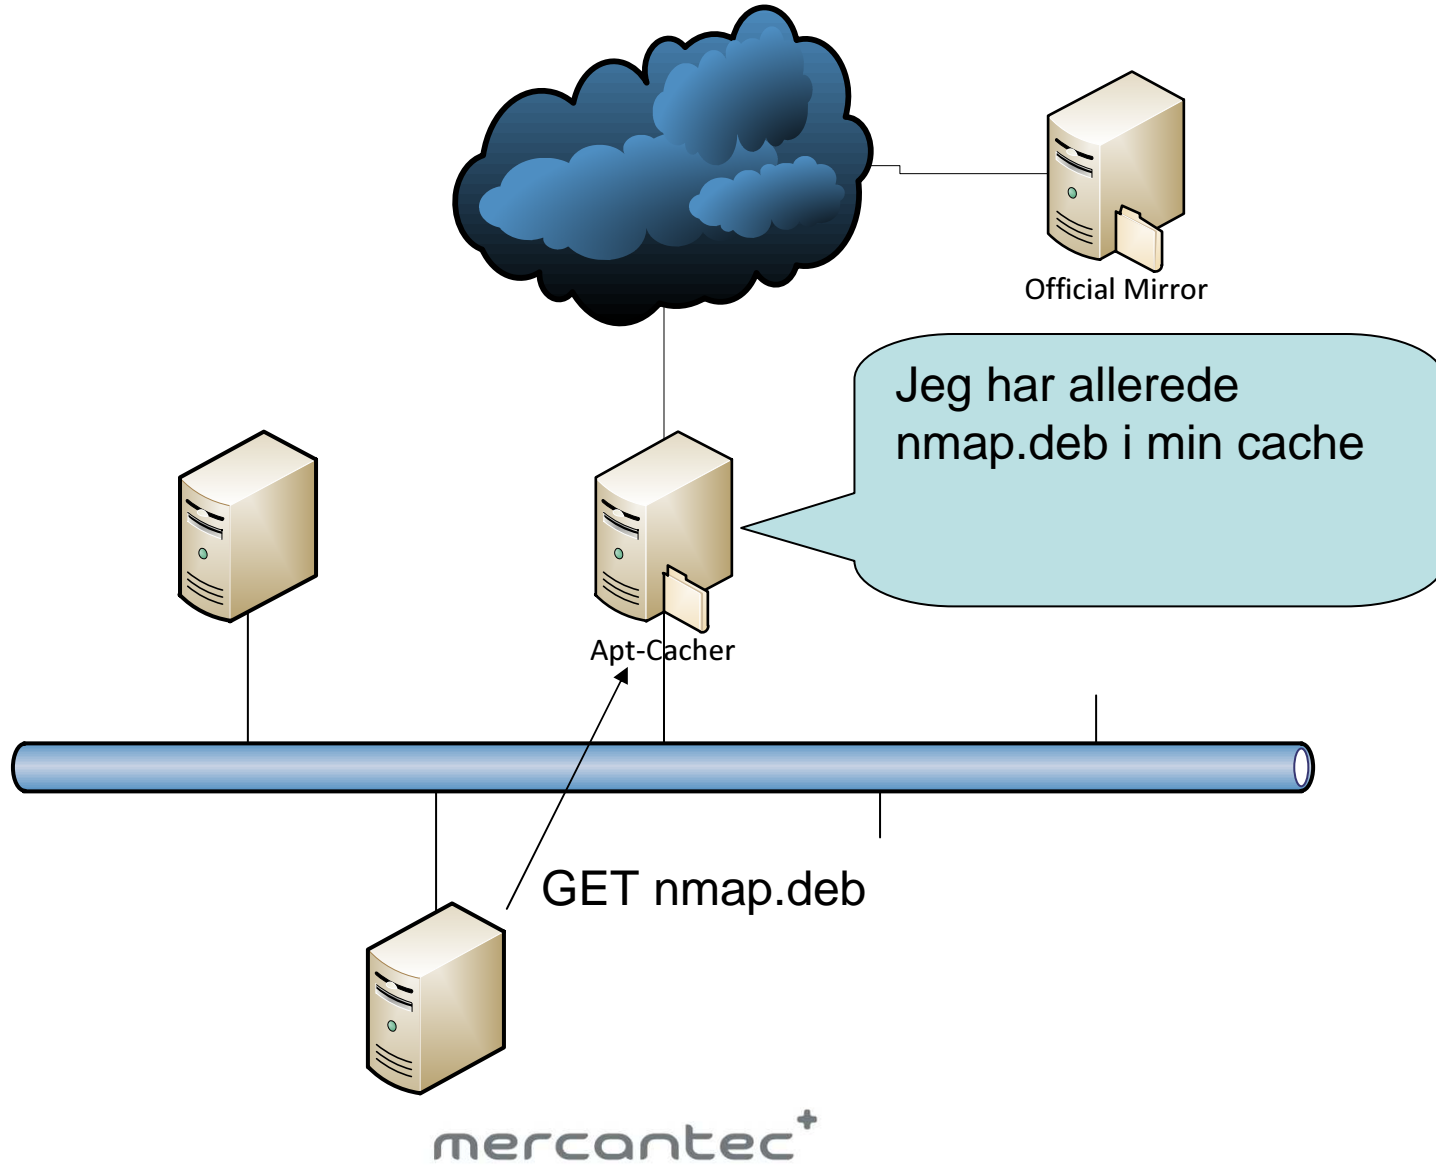 Official Mirror
Jeg har allerede
nmap.deb i min cache
Apt-Cacher
GET nmap.deb
mercantec+